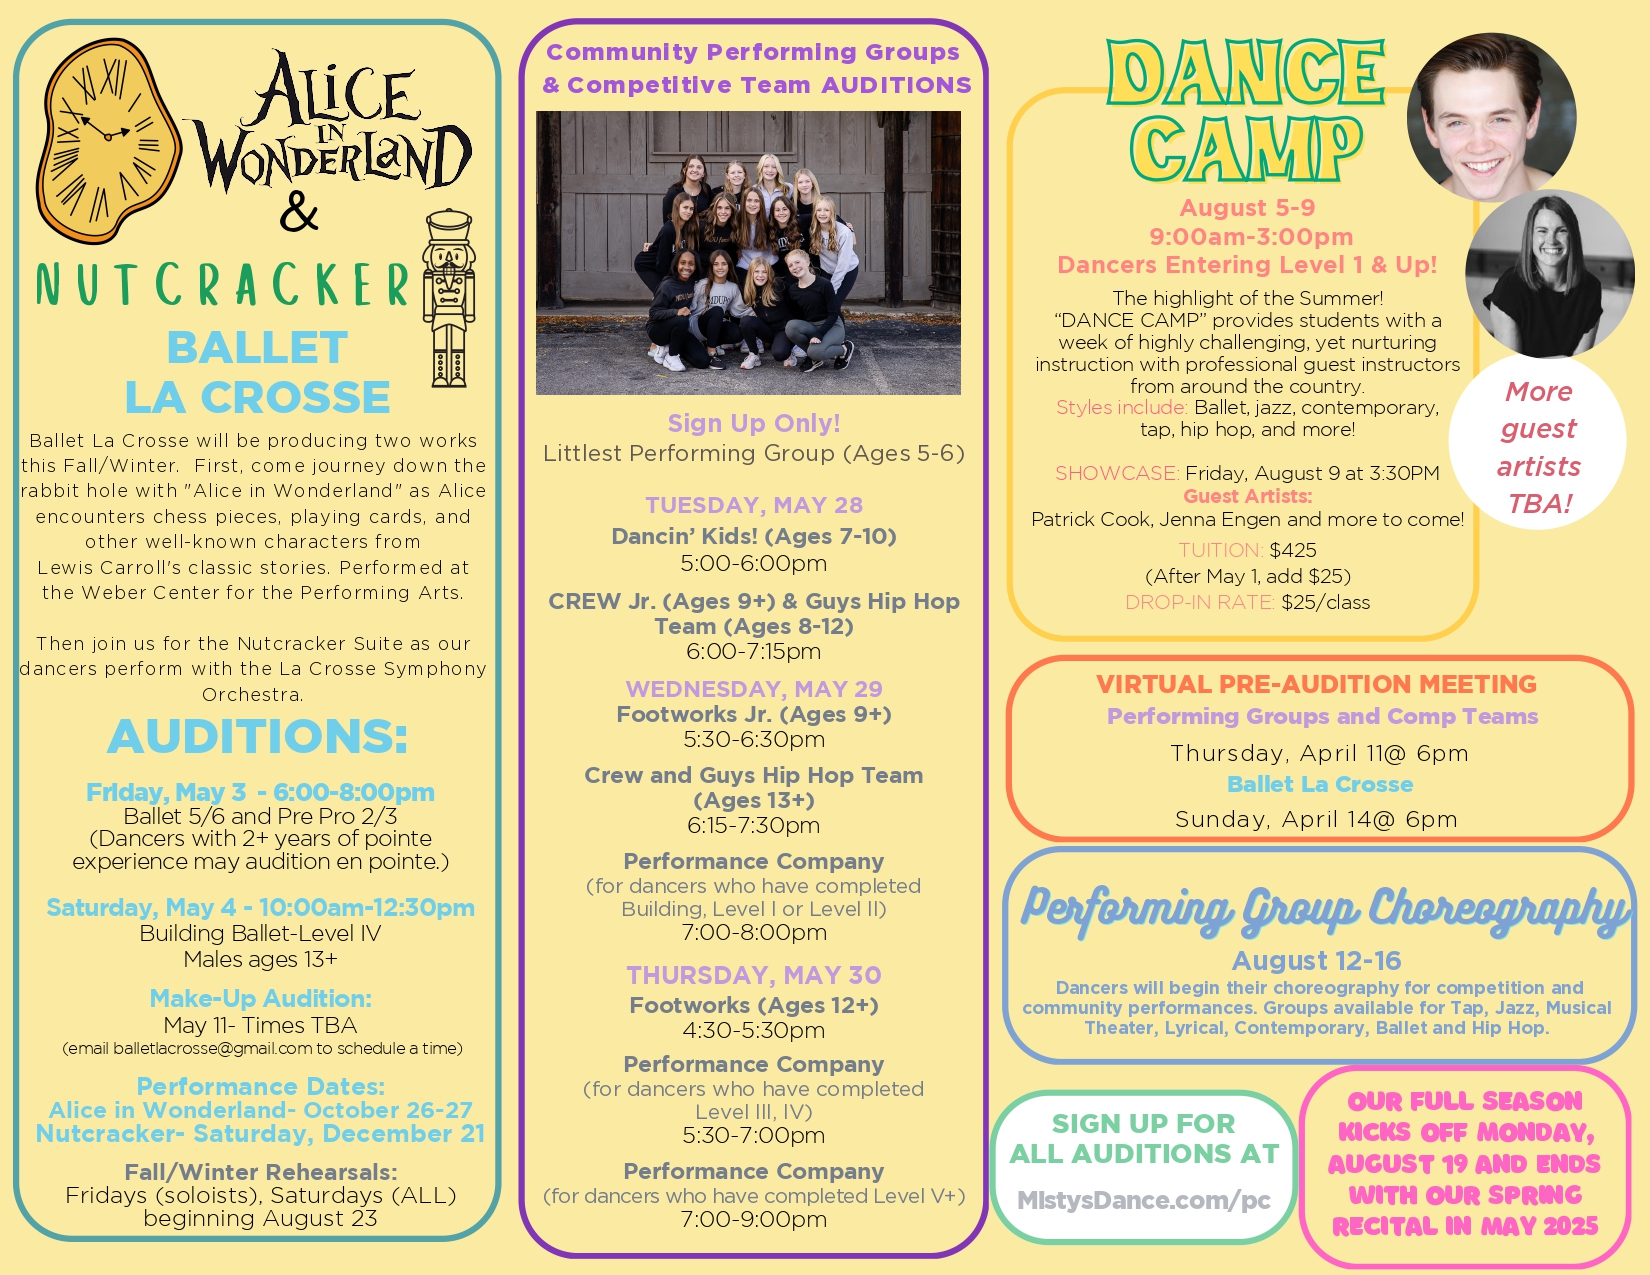 XII
ALiCE
IN
WONDERLaND
&
NUTCRACKER
BALLET
LA CROSSE
Ballet La Crosse will be producing two works
this Fall/Winter. First, come journey down the
rabbit hole with "Alice in Wonderland" as Alice
encounters chess pieces, playing cards, and
other well-known characters from
Lewis Carroll's classic stories. Performed at
the Weber Center for the Performing Arts.
Then join us for the Nutcracker Suite as our
dancers perform with the La Crosse Symphony
Orchestra.
AUDITIONS:
Friday, May 3 - 6:00-8:00pm
Ballet 5/6 and Pre Pro 2/3
(Dancers with 2+ years of pointe
experience may audition en pointe.)
Saturday, May 4 - 10:00am-12:30pm
Building Ballet-Level IV
Males ages 13+
Make-Up Audition:
May 11- Times TBA
(email balletlacrosse@gmail.com to schedule a time)
Performance Dates:
Alice in Wonderland- October 26-27
Nutcracker- Saturday, December 21
Fall/Winter Rehearsals:
Fridays (soloists), Saturdays (ALL)
beginning August 23
Community Performing Groups
& Competitive Team AUDITIONS
Sign Up Only!
Littlest Performing Group (Ages 5-6)
TUESDAY, MAY 28
Dancin' Kids! (Ages 7-10)
5:00-6:00pm
CREW Jr. (Ages 9+) & Guys Hip Hop
Team (Ages 8-12)
6:00-7:15pm
WEDNESDAY, MAY 29
Footworks Jr. (Ages 9+)
5:30-6:30pm
Crew and Guys Hip Hop Team
(Ages 13+)
6:15-7:30pm
Performance Company
(for dancers who have completed
Building, Level I or Level II)
7:00-8:00pm
THURSDAY, MAY 30
Footworks (Ages 12+)
4:30-5:30pm
Performance Company
(for dancers who have completed
Level III, IV)
5:30-7:00pm
Performance Company
(for dancers who have completed Level V+)
7:00-9:00pm
DANCE
CAMP
August 5-9
9:00am-3:00pm
Dancers Entering Level 1 & Up!
The highlight of the Summer!
“DANCE CAMP” provides students with a
week of highly challenging, yet nurturing
instruction with professional guest instructors
from around the country.
Styles include: Ballet, jazz, contemporary,
tap, hip hop, and more!
SHOWCASE: Friday, August 9 at 3:30PM
Guest Artists:
Patrick Cook, Jenna Engen and more to come!
TUITION: $425
(After May 1, add $25)
DROP-IN RATE: $25/class
More
guest
artists
TBA!
VIRTUAL PRE-AUDITION MEETING
Performing Groups and Comp Teams
Thursday, April 11@ 6pm
Ballet La Crosse
Sunday, April 14@ 6pm
Performing Group Choreography
August 12-16
Dancers will begin their choreography for competition and
community performances. Groups available for Tap, Jazz, Musical
Theater, Lyrical, Contemporary, Ballet and Hip Hop.
SIGN UP FOR
ALL AUDITIONS AT
MistysDance.com/pc
OUR FULL SEASON
KICKS OFF MONDAY,
AUGUST 19 AND ENDS
WITH OUR SPRING
RECITAL IN MAY 2025